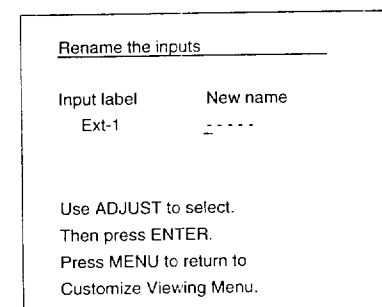 Rename the inputs
Input label New name
Ext-1 - - - - -
Use ADJUST to select.
Then press ENTER.
Press MENU to return to
Customize Viewing Menu.